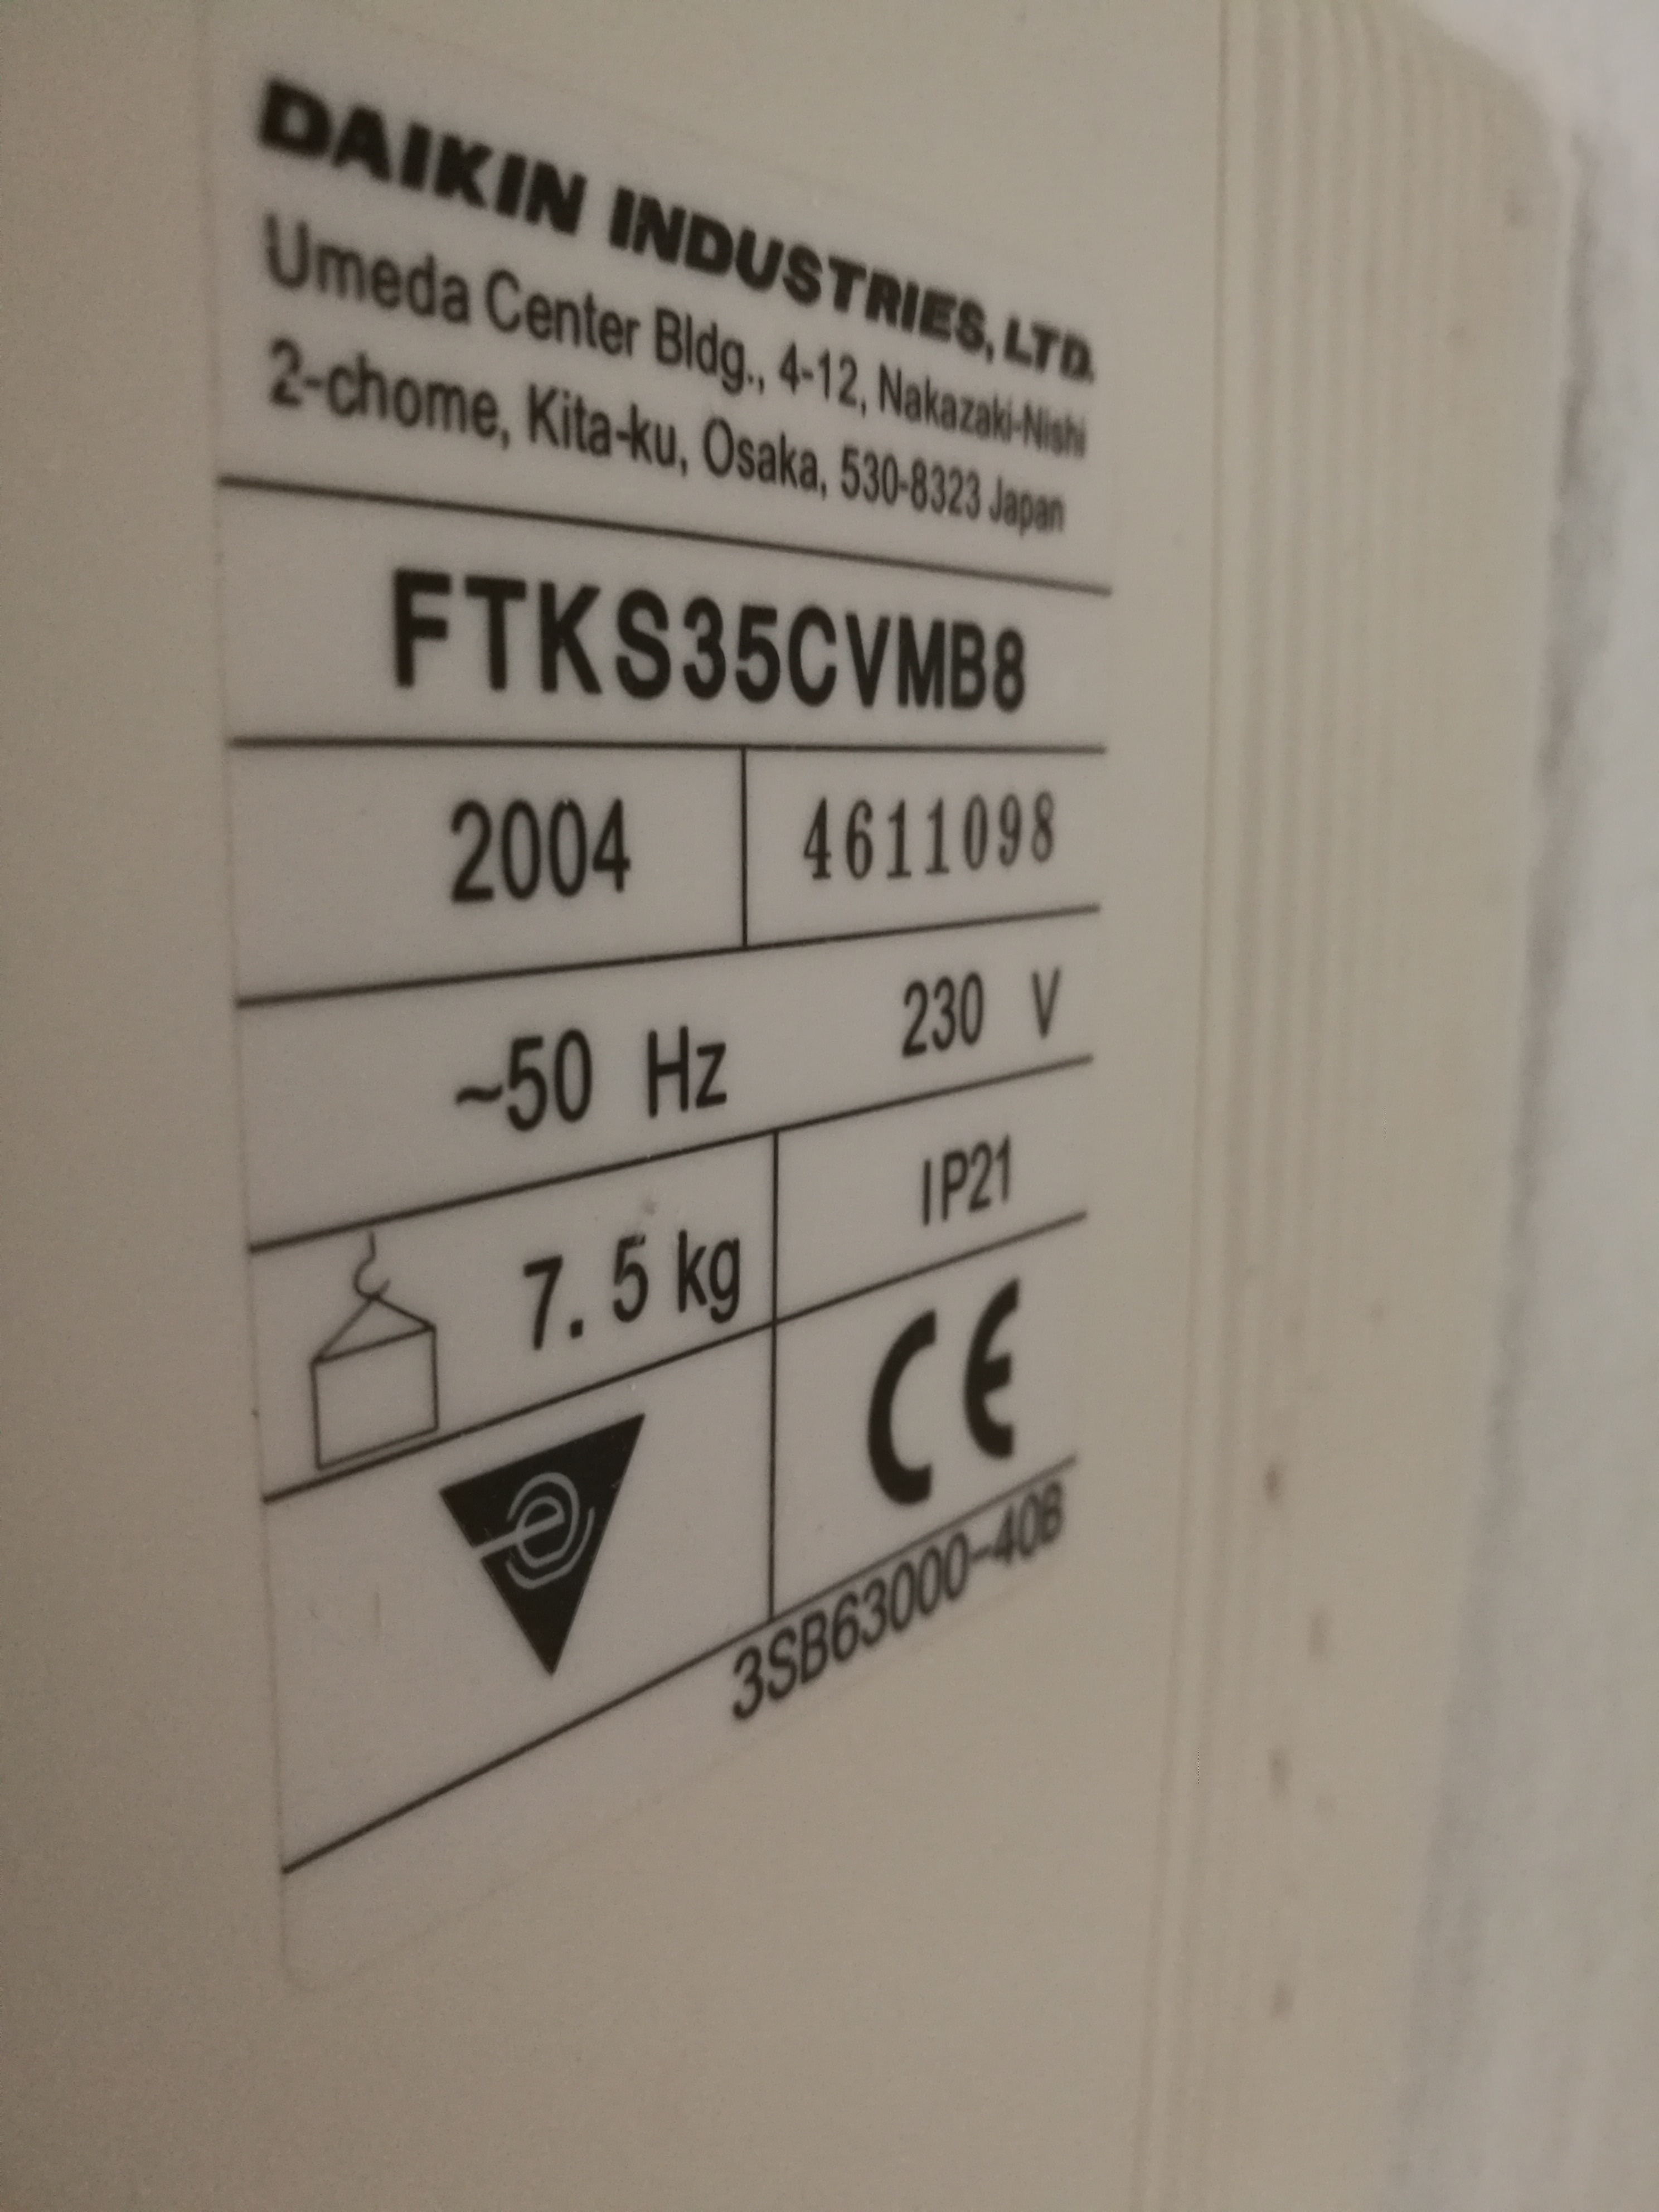 DAIKIN INDUSTRIES, LTD.
Umeda Center Bldg., 4-12, Nakazaki-Nishi
2-chome, Kita-ku, Osaka, 530-8323 Japan
FTKS35CVMB8
2004 4611098
~50 Hz 230 V
7.5 kg IP21
e CE
3SB63000-40B